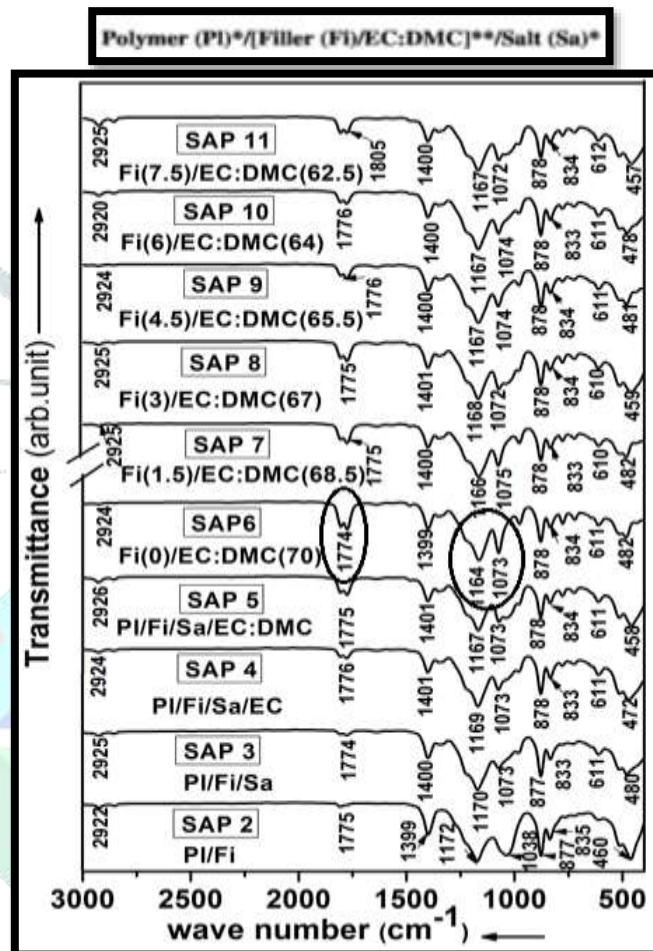 Polymer (Pl)*/[Filler (Fi)/EC:DMC]**/Salt (Sa)*
Transmittance (arb.unit)
2925 SAP 11 1805 1400 1167 1072 878 834 612 457
Fi(7.5)/EC:DMC(62.5)
2920 SAP 10 1776 1400 1167 1074 878 833 611 478
Fi(6)/EC:DMC(64)
2924 SAP 9 1776 1400 1167 1074 878 834 611 481
Fi(4.5)/EC:DMC(65.5)
2925 SAP 8 1775 1401 1168 1072 878 834 610 459
Fi(3)/EC:DMC(67)
2925 SAP 7 1775 1400 1166 1075 878 833 610 482
Fi(1.5)/EC:DMC(68.5)
2924 SAP6 1774 1399 1164 1073 878 834 611 482
Fi(0)/EC:DMC(70)
2926 SAP 5 1775 1401 1167 1073 878 834 611 458
Pl/Fi/Sa/EC:DMC
2924 SAP 4 1776 1401 1169 1073 878 833 611 472
Pl/Fi/Sa/EC
2925 SAP 3 1774 1400 1170 1073 877 833 611 480
Pl/Fi/Sa
2922 SAP 2 1775 1399 1172 1038 877 835 460
Pl/Fi
3000 2500 2000 1500 1000 500
wave number (cm⁻¹)